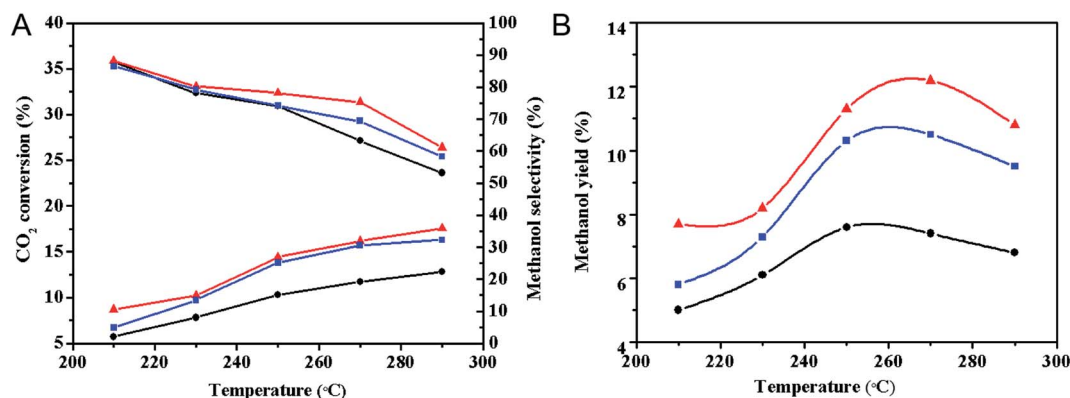 A
CO2 conversion (%)
40
35
30
25
20
15
10
5
200 220 240 260 280 300
Temperature (°C)
100
90
80
70
60
50
40
30
20
10
0
Methanol selectivity (%)
B
Methanol yield (%)
14
12
10
8
6
4
200 220 240 260 280 300
Temperature (°C)